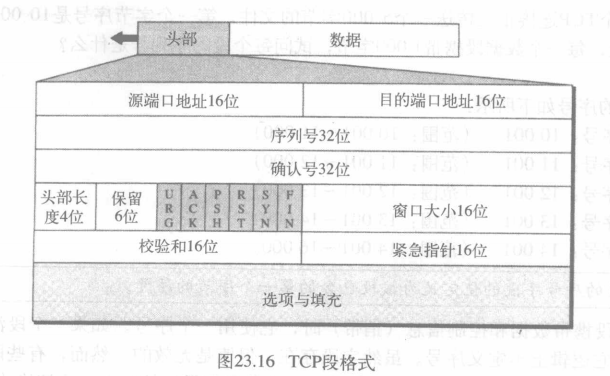 头部 数据
源端口地址16位 目的端口地址16位
序列号32位
确认号32位
头部长度4位 保留6位 URG ACK PSH RST SYN FIN 窗口大小16位
校验和16位 紧急指针16位
选项与填充
图23.16 TCP段格式